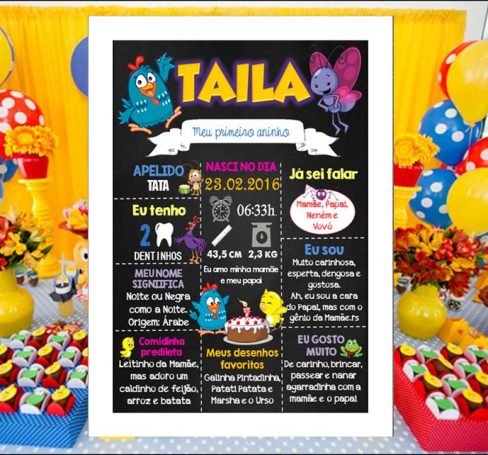 TAILA
Meu primeiro aninho
APELIDO
TATA
NASCI NO DIA
23.02.2016
06:33h.
43,5 CM
2,3 KG
Eu amo minha mamãe
e meu papai
Já sei falar
Mamãe, Papai,
Neném e
Vovó
Eu tenho
2
DENTINHOS
MEU NOME
SIGNIIFICA
Noite ou Negra
como a Noite.
Origem: Árabe
Comidinha
predileta
Leitinho da Mamãe,
mas adoro um
caldinho de feijão,
arroz e batata
Meus desenhos
favoritos
Galinha Pintadinha,
Patati Patata e
Marsha e o Urso
EU SOU
Muito carinhosa,
esperta, dengosa e
gostosa.
Ah, eu sou a cara
do Papai, mas com o
gênio da Mamãe.rs
EU GOSTO
MUITO
De carinho, brincar,
passear e nanar
agarradinha com a
mamãe e o papai